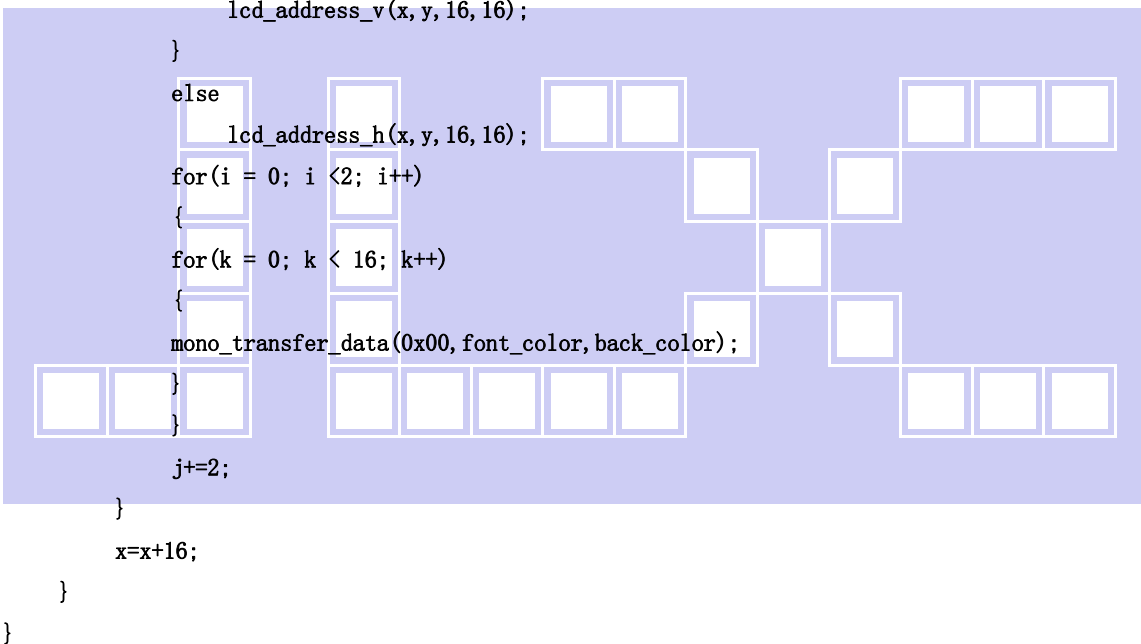 lcd_address_v(x,y,16,16);
}
else
lcd_address_h(x,y,16,16);
for(i = 0; i <2; i++)
{
for(k = 0; k < 16; k++)
{
mono_transfer_data(0x00,font_color,back_color);
}
}
j+=2;
}
x=x+16;
}
}